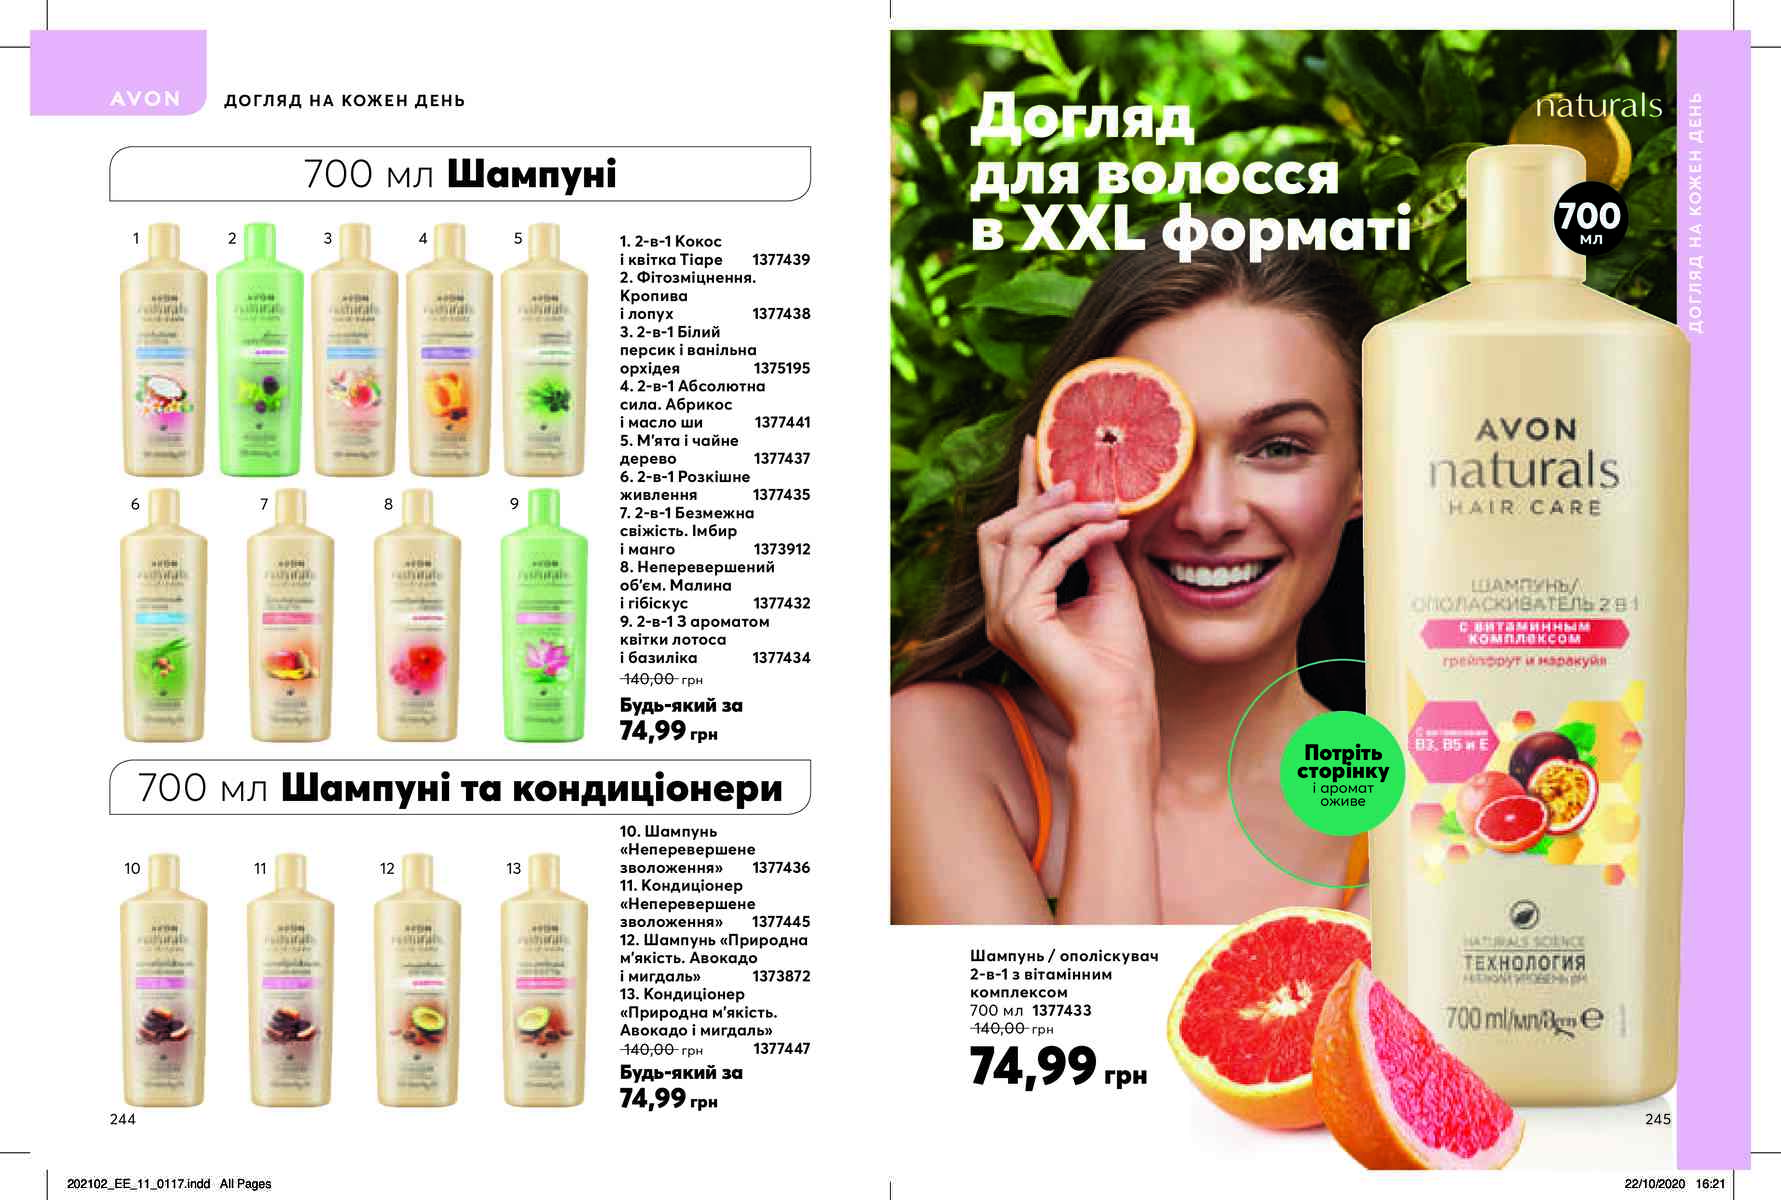 AVON
ДОГЛЯД НА КОЖЕН ДЕНЬ
700 мл Шампуні
1
2
3
4
5
6
7
8
9
1. 2-в-1 Кокос
і квітка Тіаре 1377439
2. Фітозміцнення.
Кропива
і лопух 1377438
3. 2-в-1 Білий
персик і ванільна
орхідея 1375195
4. 2-в-1 Абсолютна
сила. Абрикос
і масло ши 1377441
5. М'ята і чайне
дерево 1377437
6. 2-в-1 Розкішне
живлення 1377435
7. 2-в-1 Безмежна
свіжість. Імбир
і манго 1373912
8. Неперевершений
об'єм. Малина
і гібіскус 1377432
9. 2-в-1 З ароматом
квітки лотоса
і базиліка 1377434
140,00 грн
Будь-який за
74,99 грн
700 мл Шампуні та кондиціонери
10
11
12
13
10. Шампунь
«Неперевершене
зволоження» 1377436
11. Кондиціонер
«Неперевершене
зволоження» 1377445
12. Шампунь «Природна
м'якість. Авокадо
і мигдаль» 1373872
13. Кондиціонер
«Природна м'якість.
Авокадо і мигдаль»
140,00 грн 1377447
Будь-який за
74,99 грн
244
Догляд
для волосся
в XXL форматі
naturals
ДОГЛЯД НА КОЖЕН ДЕНЬ
700
мл
AVON
naturals
HAIR CARE
ШАМПУНЬ/
ОПОЛАСКИВАТЕЛЬ 2 В 1
С ВИТАМИННЫМ
КОМПЛЕКСОМ
грейпфрут и маракуйя
С витаминами
B3, B5 и E
NATURALS SCIENCE
ТЕХНОЛОГИЯ
НИЗКИЙ УРОВЕНЬ pH
700 ml/мл/
Потріть
сторінку
і аромат
оживе
Шампунь / ополіскувач
2-в-1 з вітамінним
комплексом
700 мл 1377433
140,00 грн
74,99 грн
245
202102_EE_11_0117.indd All Pages
22/10/2020 16:21